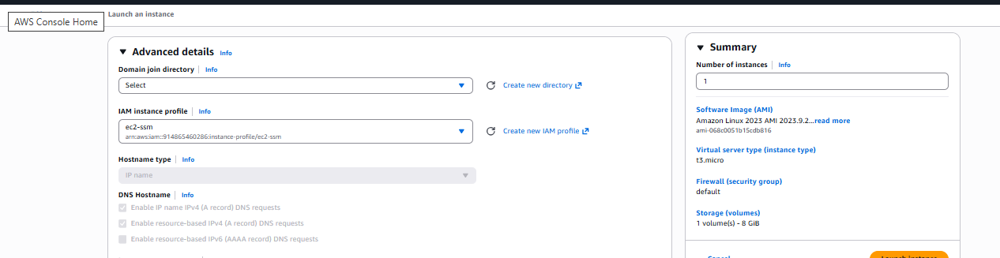 Launch an instance
AWS Console Home
Advanced details Info
Domain join directory Info
Select
Create new directory
IAM instance profile Info
ec2-ssm
arn:aws:iam::914865460286:instance-profile/ec2-ssm
Create new IAM profile
Hostname type Info
IP name
DNS Hostname Info
Enable IP name IPv4 (A record) DNS requests
Enable resource-based IPv4 (A record) DNS requests
Enable resource-based IPv6 (AAAA record) DNS requests
Summary
Number of instances Info
1
Software Image (AMI)
Amazon Linux 2023 AMI 2023.9.2...read more
ami-068c0051b15cdb816
Virtual server type (instance type)
t3.micro
Firewall (security group)
default
Storage (volumes)
1 volume(s) - 8 GiB
Cancel
Launch instance